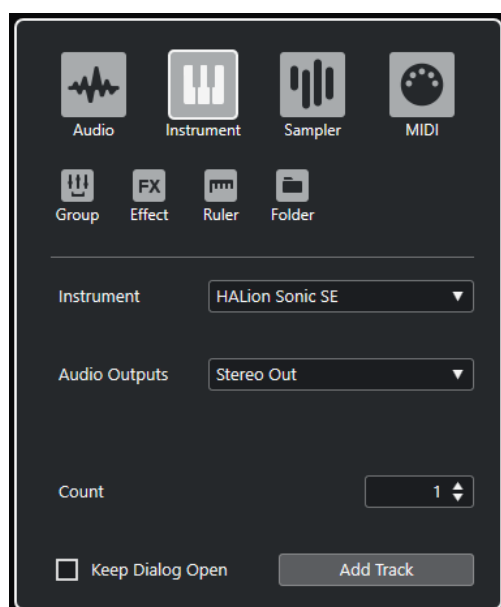 Audio Instrument Sampler MIDI
FX
Group Effect Ruler Folder
Instrument HALion Sonic SE
Audio Outputs Stereo Out
Count 1
Keep Dialog Open Add Track